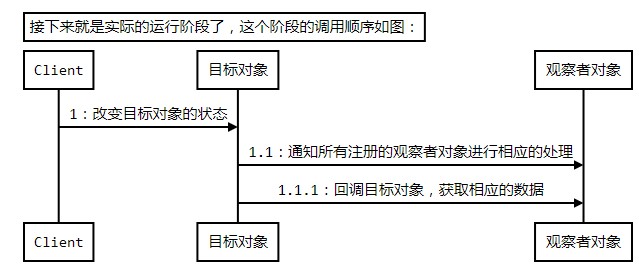 接下来就是实际的运行阶段了，这个阶段的调用顺序如图：
Client 目标对象 观察者对象
1：改变目标对象的状态
1.1：通知所有注册的观察者对象进行相应的处理
1.1.1：回调目标对象，获取相应的数据
Client 目标对象 观察者对象